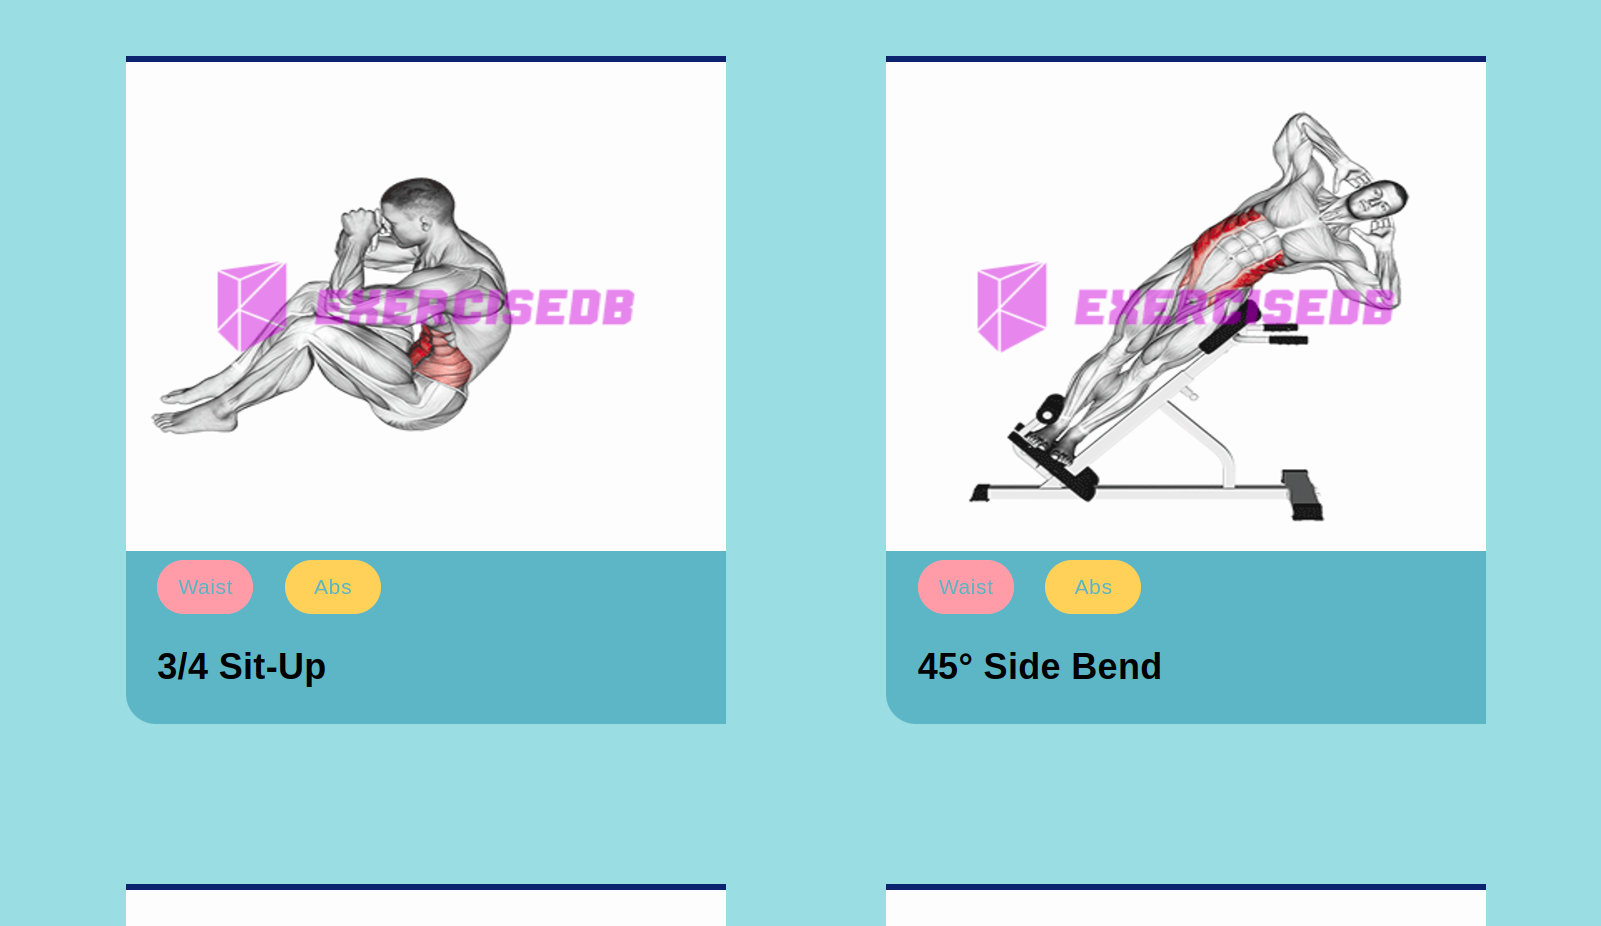 EXERCISEDB
Waist Abs
3/4 Sit-Up
EXERCISEDB
Waist Abs
45° Side Bend